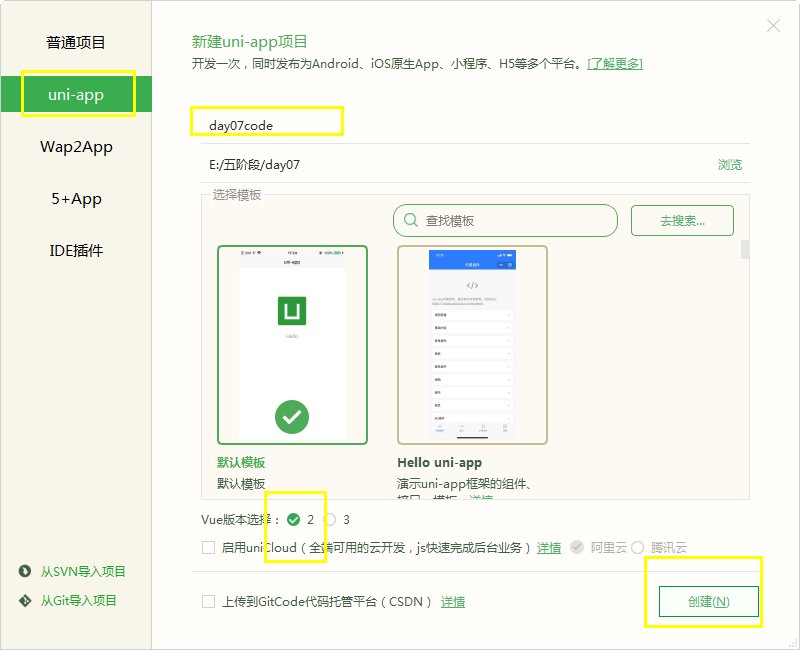 普通项目
uni-app
Wap2App
5+App
IDE插件
从SVN导入项目
从Git导入项目
新建uni-app项目
开发一次，同时发布为Android、iOS原生App、小程序、H5等多个平台。[了解更多]
day07code
E:/五阶段/day07 浏览
选择模板
查找模板 去搜索...
17:24
uni-app
Hello
默认模板
默认模板
</>
Hello uni-app
演示uni-app框架的组件、
接口、模板，详情
Vue版本选择： 2 3
启用uniCloud（全端可用的云开发，js快速完成后台业务）详情 阿里云 腾讯云
上传到GitCode代码托管平台（CSDN）详情
创建(N)